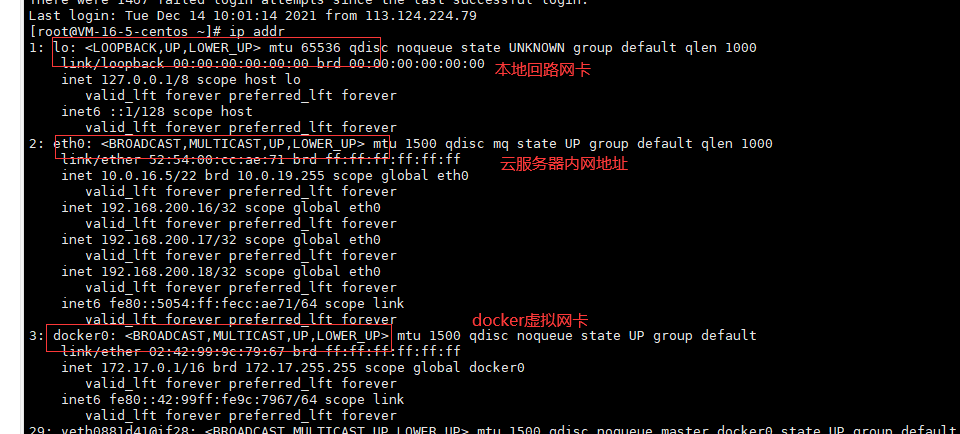 There were 1467 failed login attempts since the last successful login.
Last login: Tue Dec 14 10:01:14 2021 from 113.124.224.79
[root@VM-16-5-centos ~]# ip addr
1: lo: <LOOPBACK,UP,LOWER_UP> mtu 65536 qdisc noqueue state UNKNOWN group default qlen 1000
link/loopback 00:00:00:00:00:00 brd 00:00:00:00:00:00
本地回路网卡
inet 127.0.0.1/8 scope host lo
valid_lft forever preferred_lft forever
inet6 ::1/128 scope host
valid_lft forever preferred_lft forever
2: eth0: <BROADCAST,MULTICAST,UP,LOWER_UP> mtu 1500 qdisc mq state UP group default qlen 1000
link/ether 52:54:00:cc:ae:71 brd ff:ff:ff:ff:ff:ff
云服务器内网地址
inet 10.0.16.5/22 brd 10.0.19.255 scope global eth0
valid_lft forever preferred_lft forever
inet 192.168.200.16/32 scope global eth0
valid_lft forever preferred_lft forever
inet 192.168.200.17/32 scope global eth0
valid_lft forever preferred_lft forever
inet 192.168.200.18/32 scope global eth0
valid_lft forever preferred_lft forever
inet6 fe80::5054:ff:fecc:ae71/64 scope link
valid_lft forever preferred_lft forever
docker虚拟网卡
3: docker0: <BROADCAST,MULTICAST,UP,LOWER_UP> mtu 1500 qdisc noqueue state UP group default
link/ether 02:42:99:9c:79:67 brd ff:ff:ff:ff:ff:ff
inet 172.17.0.1/16 brd 172.17.255.255 scope global docker0
valid_lft forever preferred_lft forever
inet6 fe80::42:99ff:fe9c:7967/64 scope link
valid_lft forever preferred_lft forever
29: veth0881d41@if28: <BROADCAST,MULTICAST,UP,LOWER_UP> mtu 1500 qdisc noqueue master docker0 state UP group default